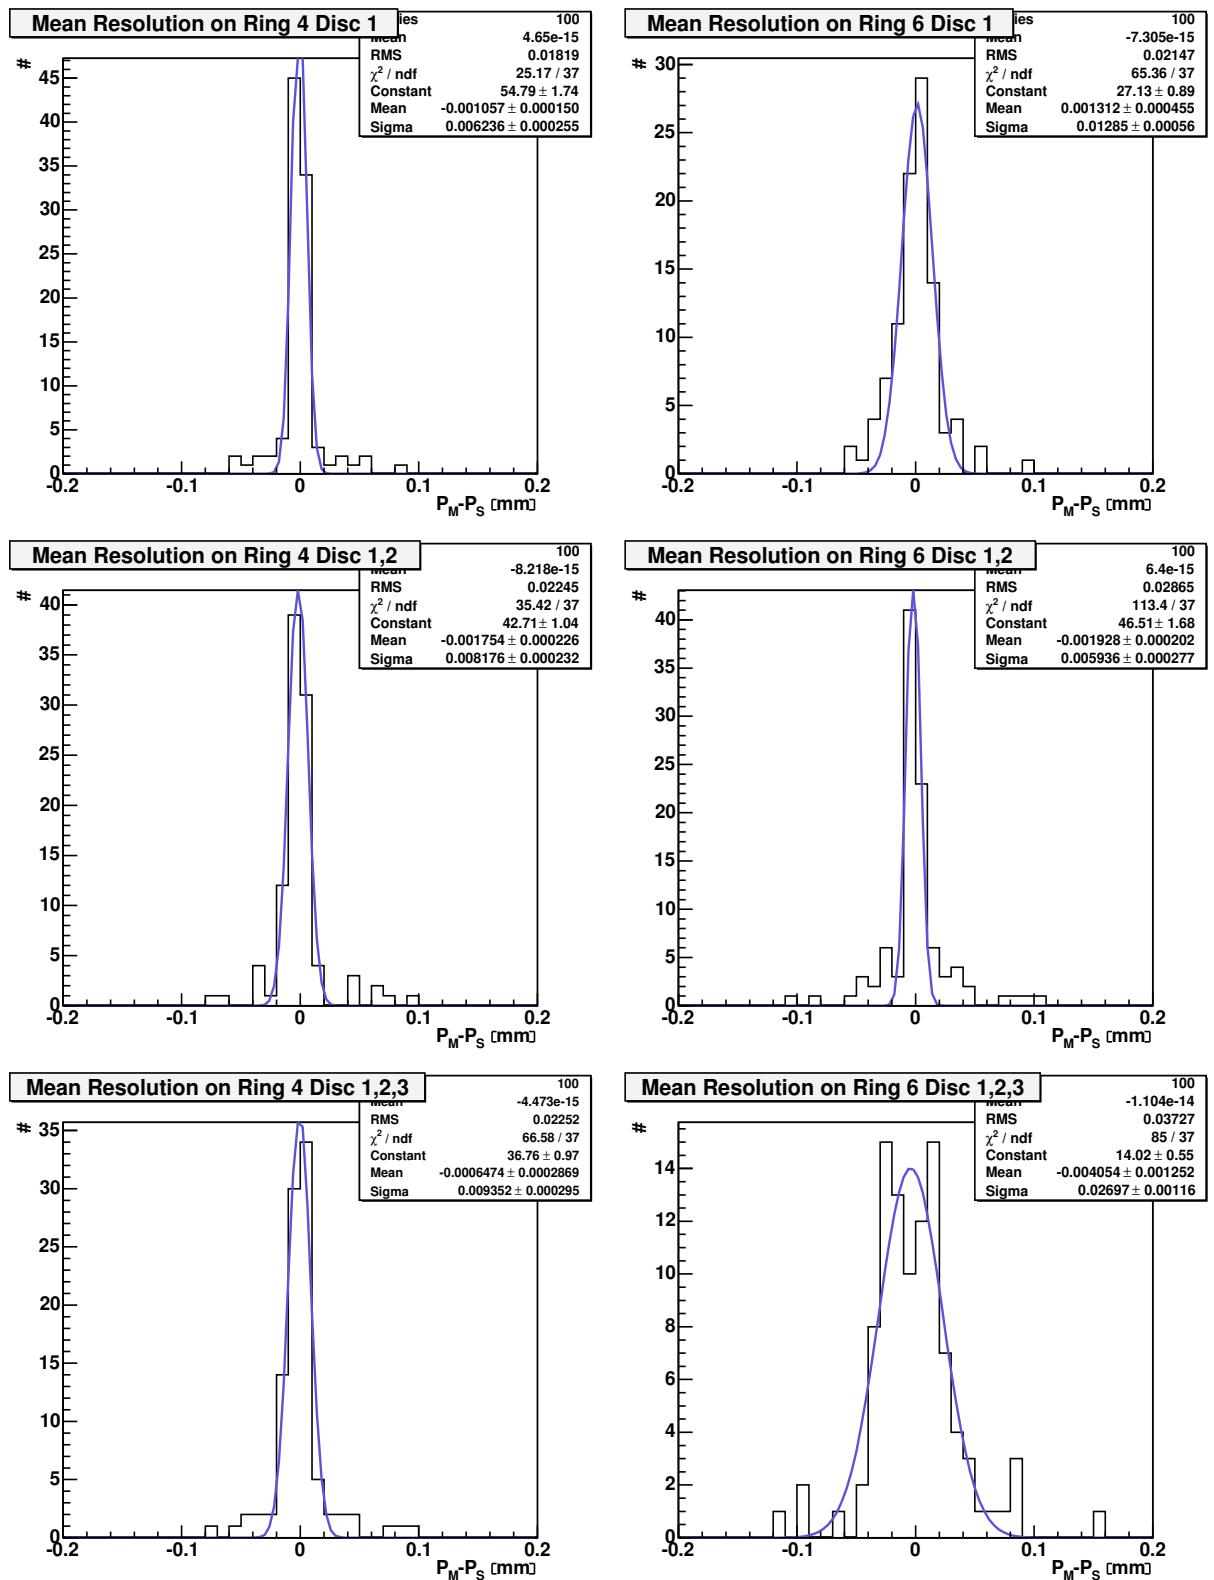 Mean Resolution on Ring 4 Disc 1
ies 100
Mean 4.65e-15
RMS 0.01819
χ² / ndf 25.17 / 37
Constant 54.79 ± 1.74
Mean -0.001057 ± 0.000150
Sigma 0.006236 ± 0.000255
#
45
40
35
30
25
20
15
10
5
0
-0.2 -0.1 0 0.1 0.2
P_M-P_S [mm]
Mean Resolution on Ring 6 Disc 1
ies 100
Mean -7.305e-15
RMS 0.02147
χ² / ndf 65.36 / 37
Constant 27.13 ± 0.89
Mean 0.001312 ± 0.000455
Sigma 0.01285 ± 0.00056
#
30
25
20
15
10
5
0
-0.2 -0.1 0 0.1 0.2
P_M-P_S [mm]
Mean Resolution on Ring 4 Disc 1,2
100
Mean -8.218e-15
RMS 0.02245
χ² / ndf 35.42 / 37
Constant 42.71 ± 1.04
Mean -0.001754 ± 0.000226
Sigma 0.008176 ± 0.000232
#
40
35
30
25
20
15
10
5
0
-0.2 -0.1 0 0.1 0.2
P_M-P_S [mm]
Mean Resolution on Ring 6 Disc 1,2
100
Mean 6.4e-15
RMS 0.02865
χ² / ndf 113.4 / 37
Constant 46.51 ± 1.68
Mean -0.001928 ± 0.000202
Sigma 0.005936 ± 0.000277
#
40
35
30
25
20
15
10
5
0
-0.2 -0.1 0 0.1 0.2
P_M-P_S [mm]
Mean Resolution on Ring 4 Disc 1,2,3
100
Mean -4.473e-15
RMS 0.02252
χ² / ndf 66.58 / 37
Constant 36.76 ± 0.97
Mean -0.0006474 ± 0.0002869
Sigma 0.009352 ± 0.000295
#
35
30
25
20
15
10
5
0
-0.2 -0.1 0 0.1 0.2
P_M-P_S [mm]
Mean Resolution on Ring 6 Disc 1,2,3
100
Mean -1.104e-14
RMS 0.03727
χ² / ndf 85 / 37
Constant 14.02 ± 0.55
Mean -0.004054 ± 0.001252
Sigma 0.02697 ± 0.00116
#
14
12
10
8
6
4
2
0
-0.2 -0.1 0 0.1 0.2
P_M-P_S [mm]